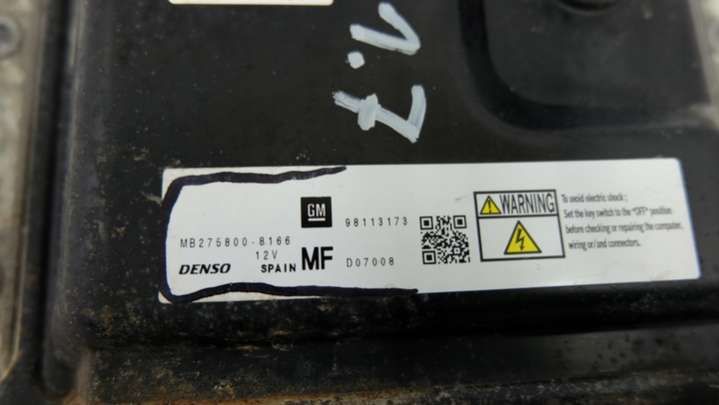 1.7
GM
98113173
MB275800-8166
12V
DENSO
SPAIN
MF
D07008
WARNING
To avoid electric shock ;
Set the key switch to the "OFF" position
before checking or repairing the computer,
wiring or/and connectors.